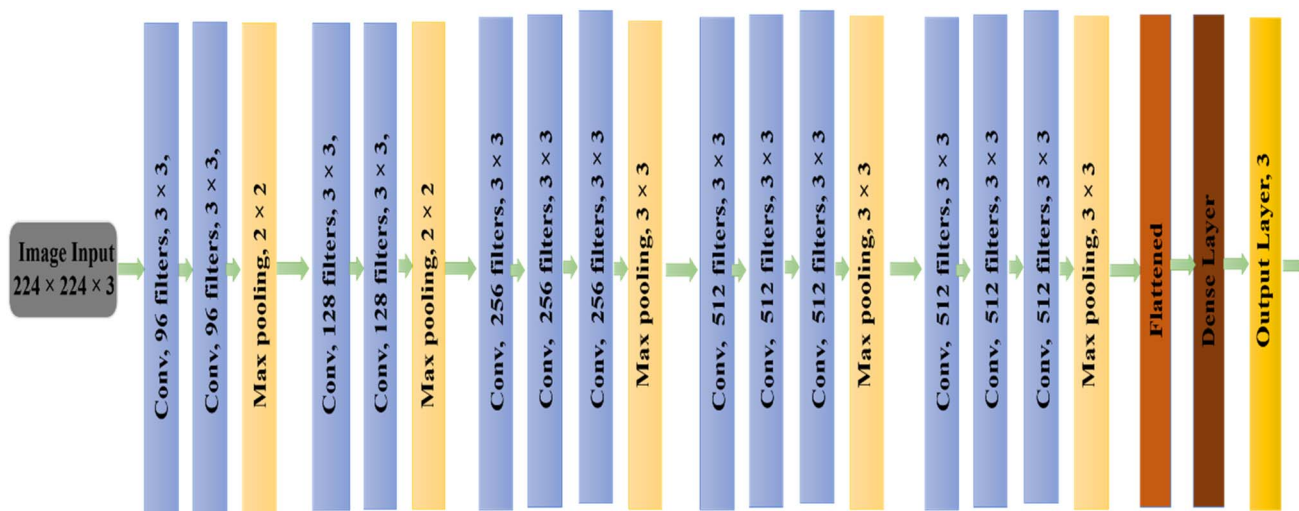 Image Input
224 × 224 × 3
Conv, 96 filters, 3 × 3,
Conv, 96 filters, 3 × 3,
Max pooling, 2 × 2
Conv, 128 filters, 3 × 3,
Conv, 128 filters, 3 × 3,
Max pooling, 2 × 2
Conv, 256 filters, 3 × 3
Conv, 256 filters, 3 × 3
Conv, 256 filters, 3 × 3
Max pooling, 3 × 3
Conv, 512 filters, 3 × 3
Conv, 512 filters, 3 × 3
Conv, 512 filters, 3 × 3
Max pooling, 3 × 3
Conv, 512 filters, 3 × 3
Conv, 512 filters, 3 × 3
Conv, 512 filters, 3 × 3
Max pooling, 3 × 3
Flattened
Dense Layer
Output Layer, 3